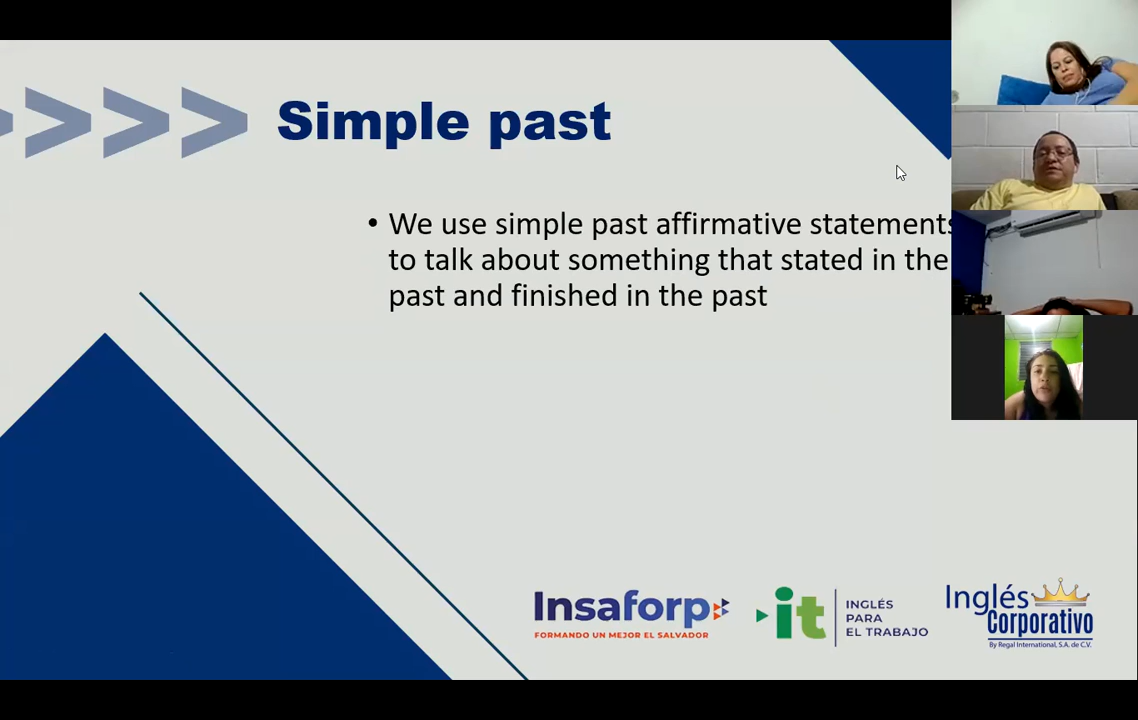 Simple past
• We use simple past affirmative statements
to talk about something that stated in the
past and finished in the past
Insaforp
FORMANDO UN MEJOR EL SALVADOR
it
INGLÉS
PARA
EL TRABAJO
Inglés
Corporativo
By Regal International, S.A. de C.V.